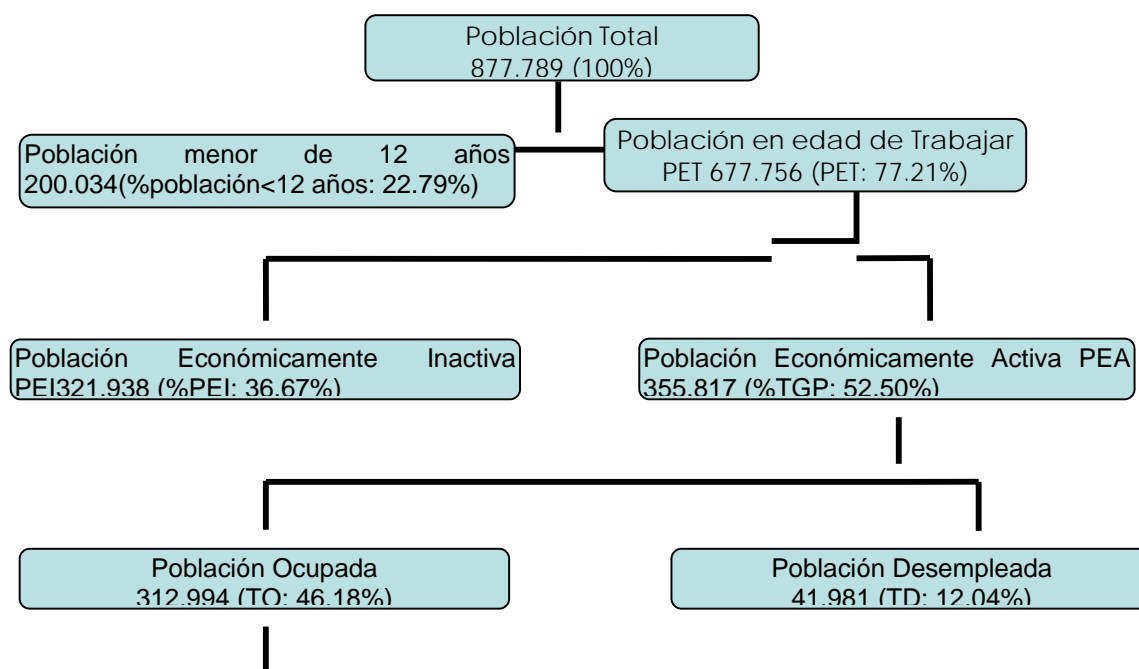 Población Total
877.789 (100%)
Población menor de 12 años
200.034(%población<12 años: 22.79%)
Población en edad de Trabajar
PET 677.756 (PET: 77.21%)
Población Económicamente Inactiva
PEI321.938 (%PEI: 36.67%)
Población Económicamente Activa PEA
355.817 (%TGP: 52.50%)
Población Ocupada
312.994 (TO: 46.18%)
Población Desempleada
41.981 (TD: 12.04%)